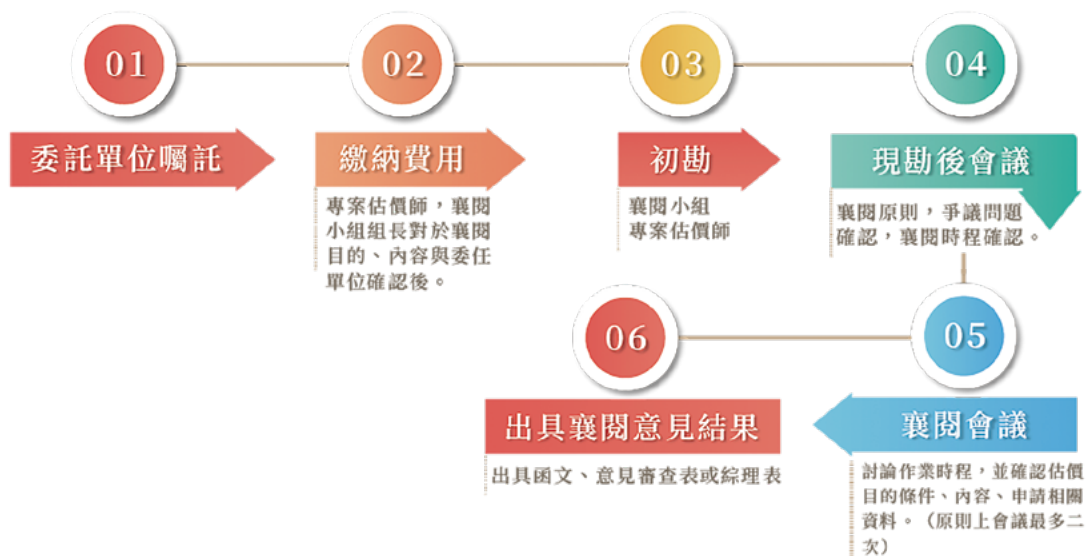 01
委託單位囑託
02
繳納費用
專案估價師，襄閱
小組組長對於襄閱
目的、內容與委任
單位確認後。
03
初勘
襄閱小組
專案估價師
04
現勘後會議
襄閱原則，爭議問題
確認，襄閱時程確認。
05
襄閱會議
討論作業時程，並確認估價
目的條件、內容、申請相關
資料。（原則上會議最多二
次）
06
出具襄閱意見結果
出具函文、意見審查表或綜理表